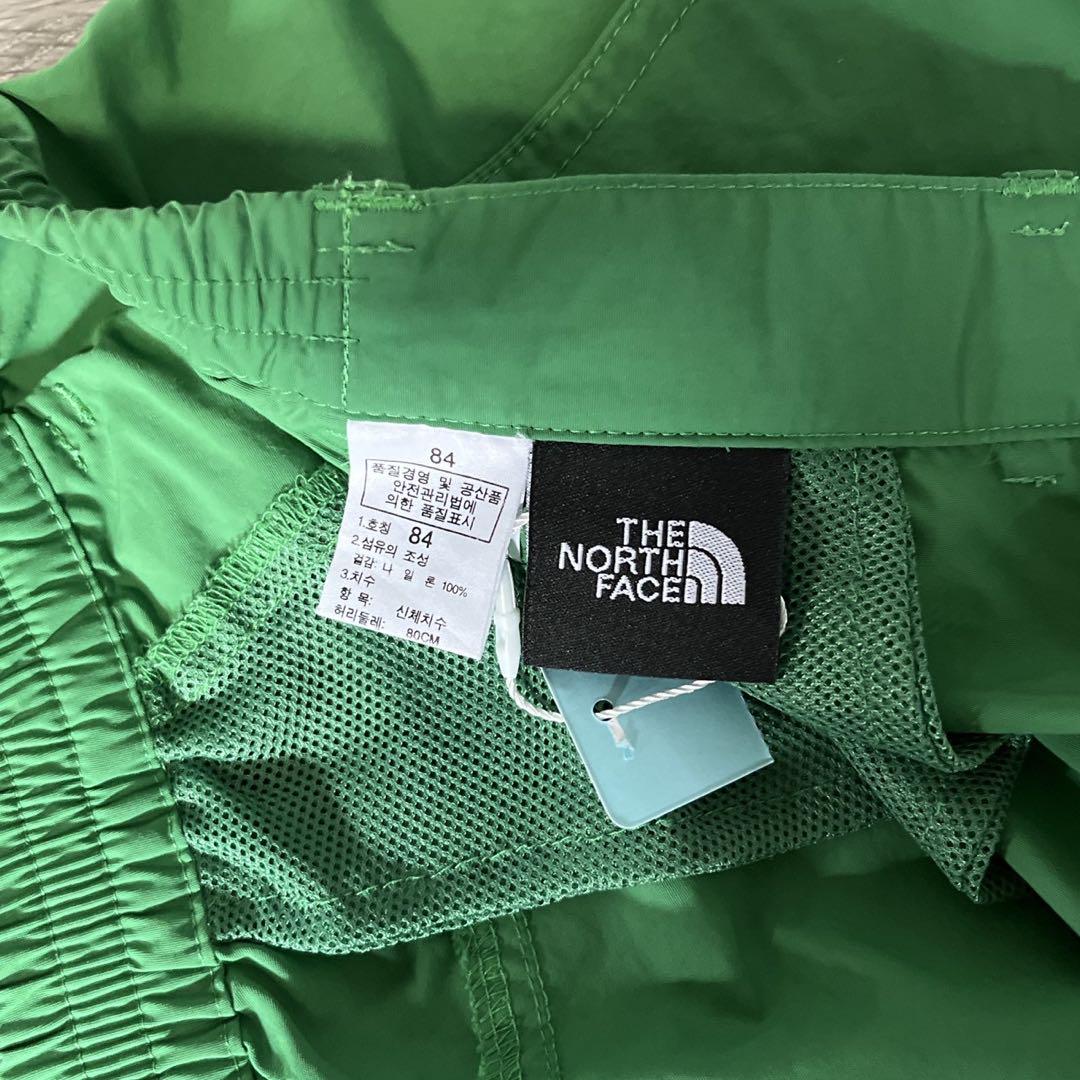 84
품질경영 및 공산품
안전관리법에
의한 품질표시
1.호칭 84
2.섬유의 조성
겉감: 나 일 론 100%
3.치수
항 목: 신체치수
허리둘레: 80CM
THE
NORTH
FACE